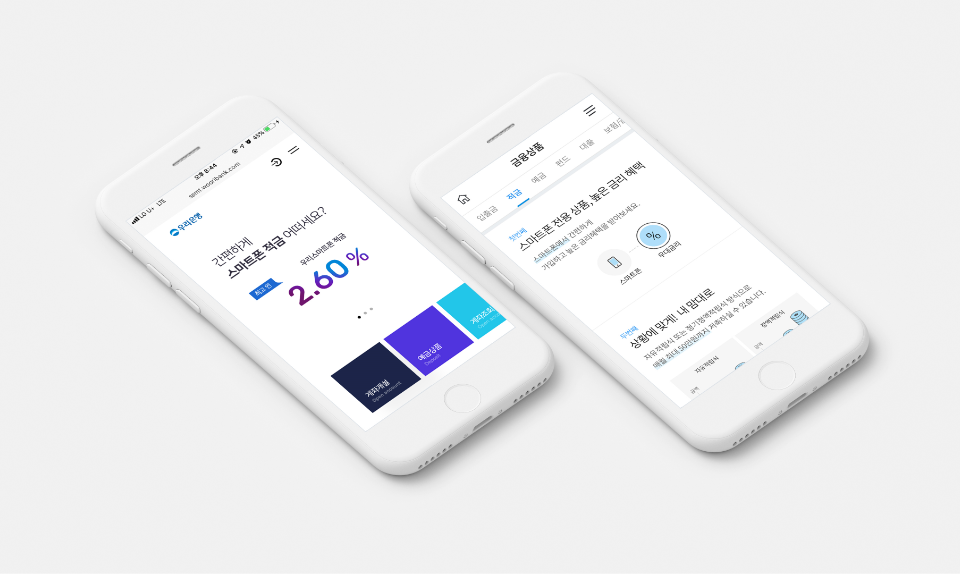 LG U+ LTE
오후 8:44
45%
spot.wooribank.com
우리은행
간편하게
스마트폰 적금 어떠세요?
우리스마트폰 적금
최고 연
2.60 %
계좌개설
Open account
예금상품
Deposit
계좌조회
금융상품
입출금 적금 예금 펀드 대출
첫번째
스마트폰 전용 상품, 높은 금리 혜택
스마트폰에서 간편하게
가입하고 높은 금리혜택을 받아보세요.
스마트폰
%
우대금리
두번째
상황에 맞게! 내 맘대로
자유적립식 또는 정기정액적립식 방식으로
매월 최대 50만원까지 저축하실 수 있습니다.
자유적립식
금액
정액적립식
금액